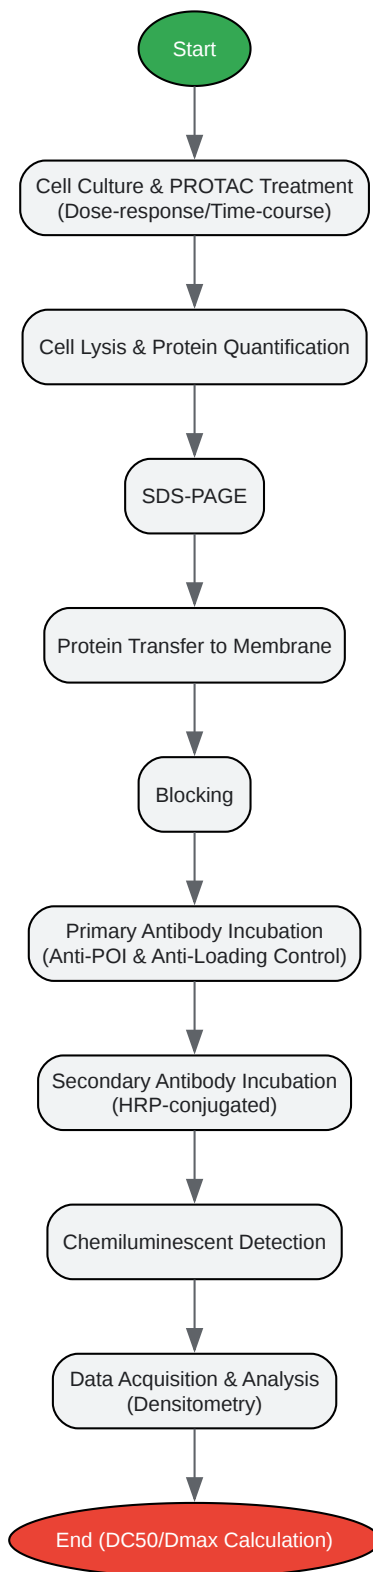 Start
Cell Culture & PROTAC Treatment
(Dose-response/Time-course)
Cell Lysis & Protein Quantification
SDS-PAGE
Protein Transfer to Membrane
Blocking
Primary Antibody Incubation
(Anti-POI & Anti-Loading Control)
Secondary Antibody Incubation
(HRP-conjugated)
Chemiluminescent Detection
Data Acquisition & Analysis
(Densitometry)
End (DC50/Dmax Calculation)